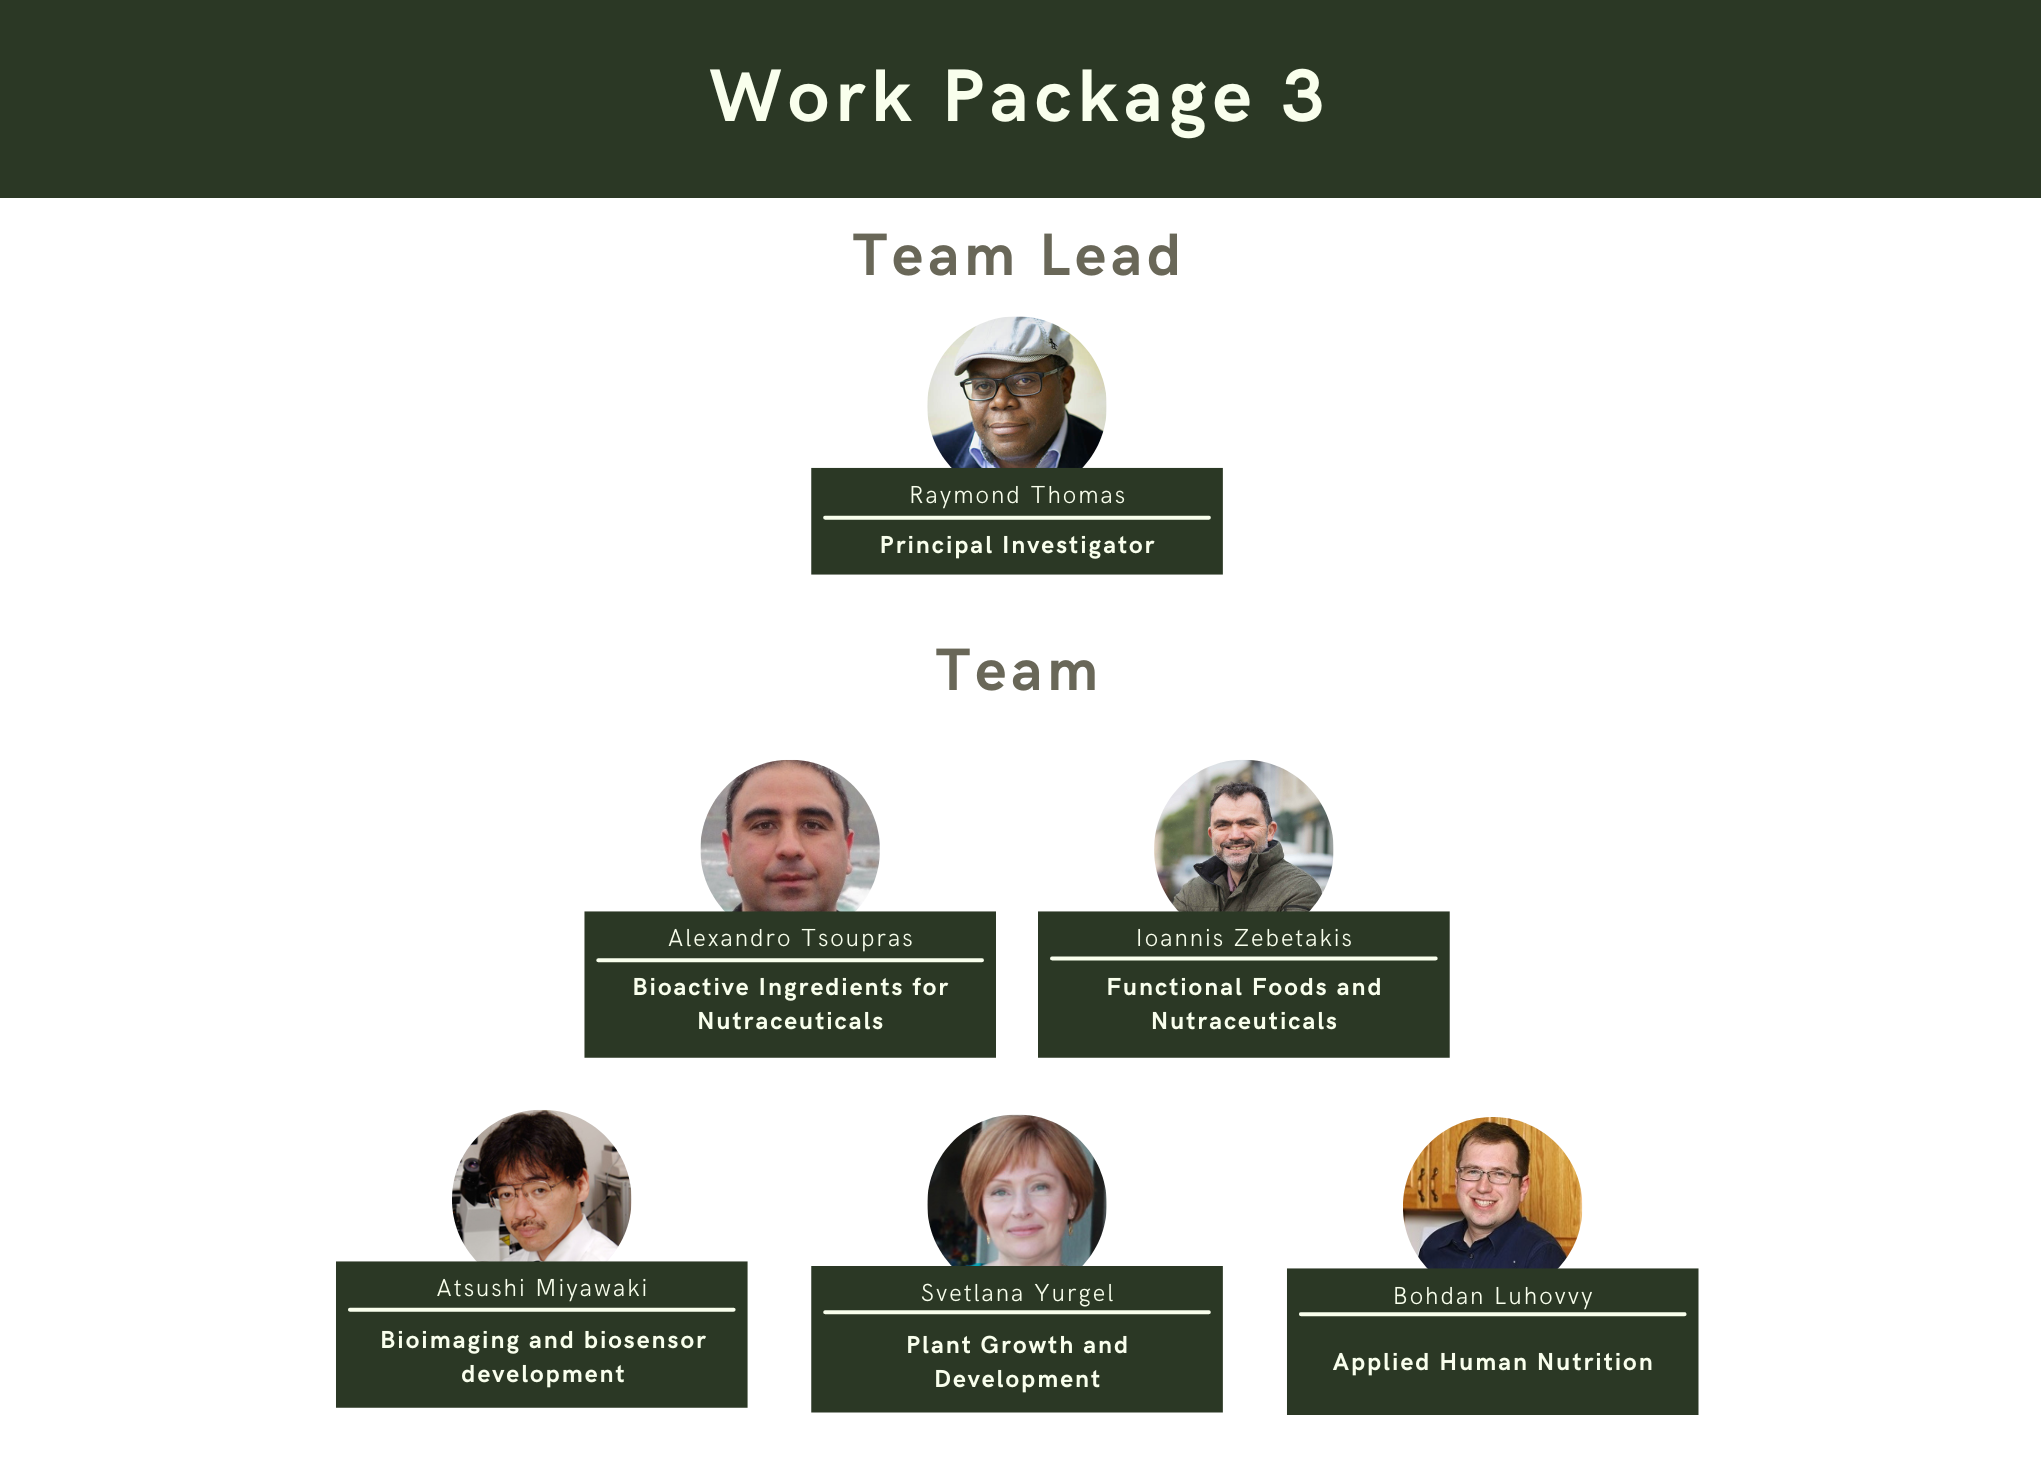 Work Package 3
Team Lead
Raymond Thomas
Principal Investigator
Team
Alexandro Tsoupras
Bioactive Ingredients for
Nutraceuticals
Ioannis Zebetakis
Functional Foods and
Nutraceuticals
Atsushi Miyawaki
Bioimaging and biosensor
development
Svetlana Yurgel
Plant Growth and
Development
Bohdan Luhovvy
Applied Human Nutrition